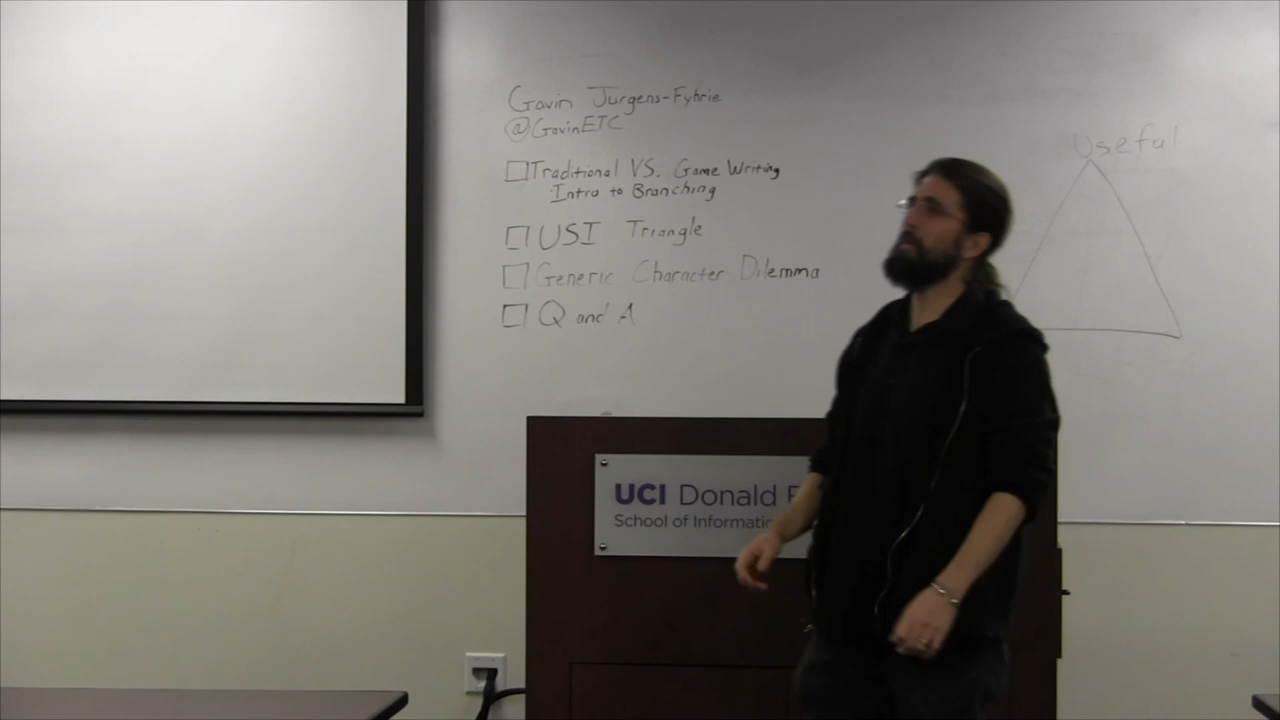 Gavin Jurgens-Fyhrie
@GavinETC
Traditional VS. Game Writing
Intro to Branching
USI Triangle
Generic Character Dilemma
Q and A
Useful
UCI Donald
School of